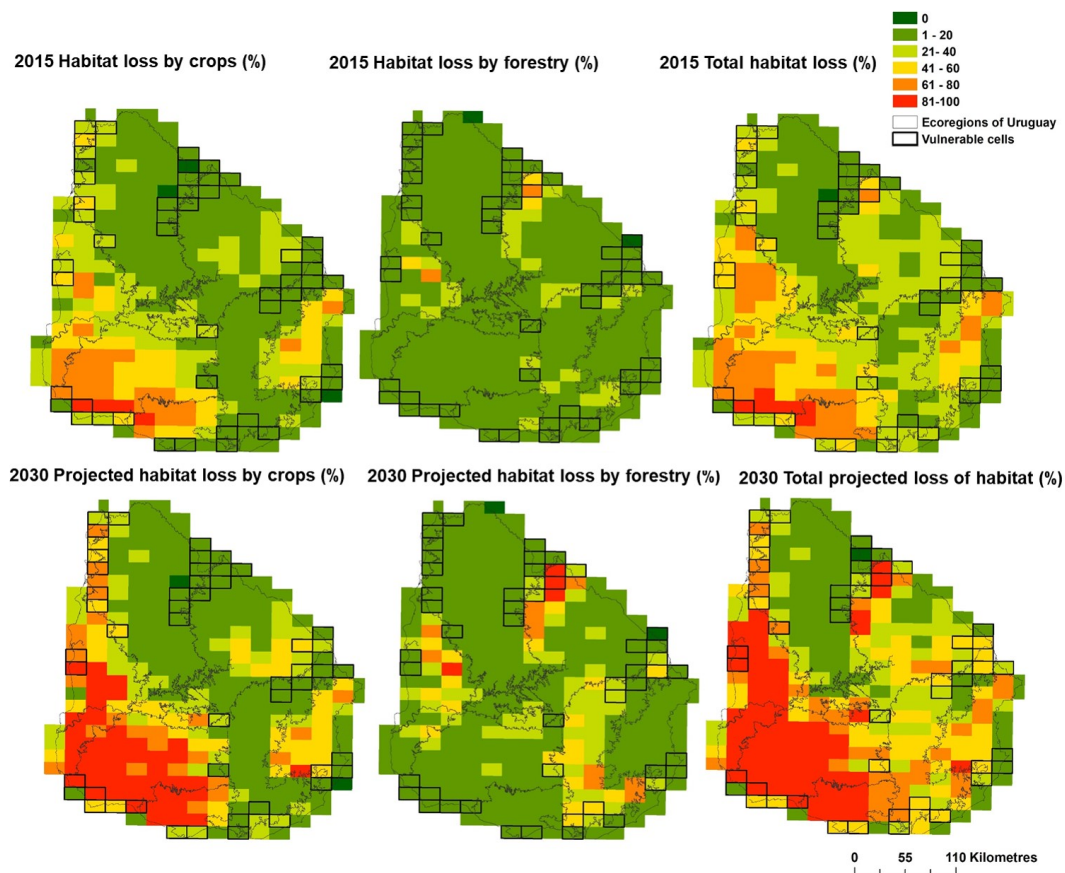 0
1 - 20
21- 40
41 - 60
61 - 80
81-100
Ecoregions of Uruguay
Vulnerable cells
2015 Habitat loss by crops (%)
2015 Habitat loss by forestry (%)
2015 Total habitat loss (%)
2030 Projected habitat loss by crops (%)
2030 Projected habitat loss by forestry (%)
2030 Total projected loss of habitat (%)
0 55 110 Kilometres